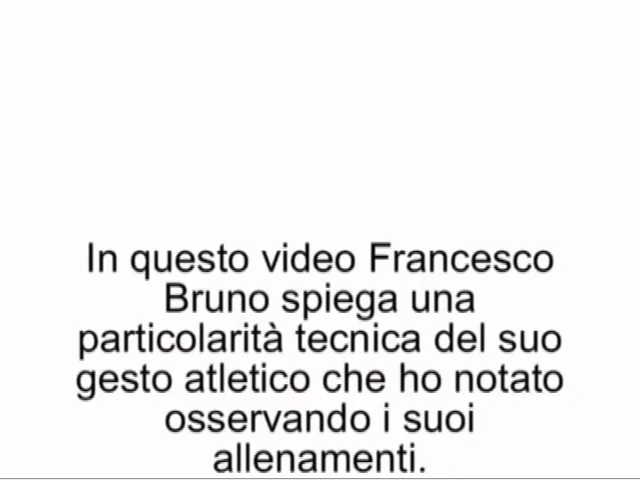 In questo video Francesco
Bruno spiega una
particolarità tecnica del suo
gesto atletico che ho notato
osservando i suoi
allenamenti.